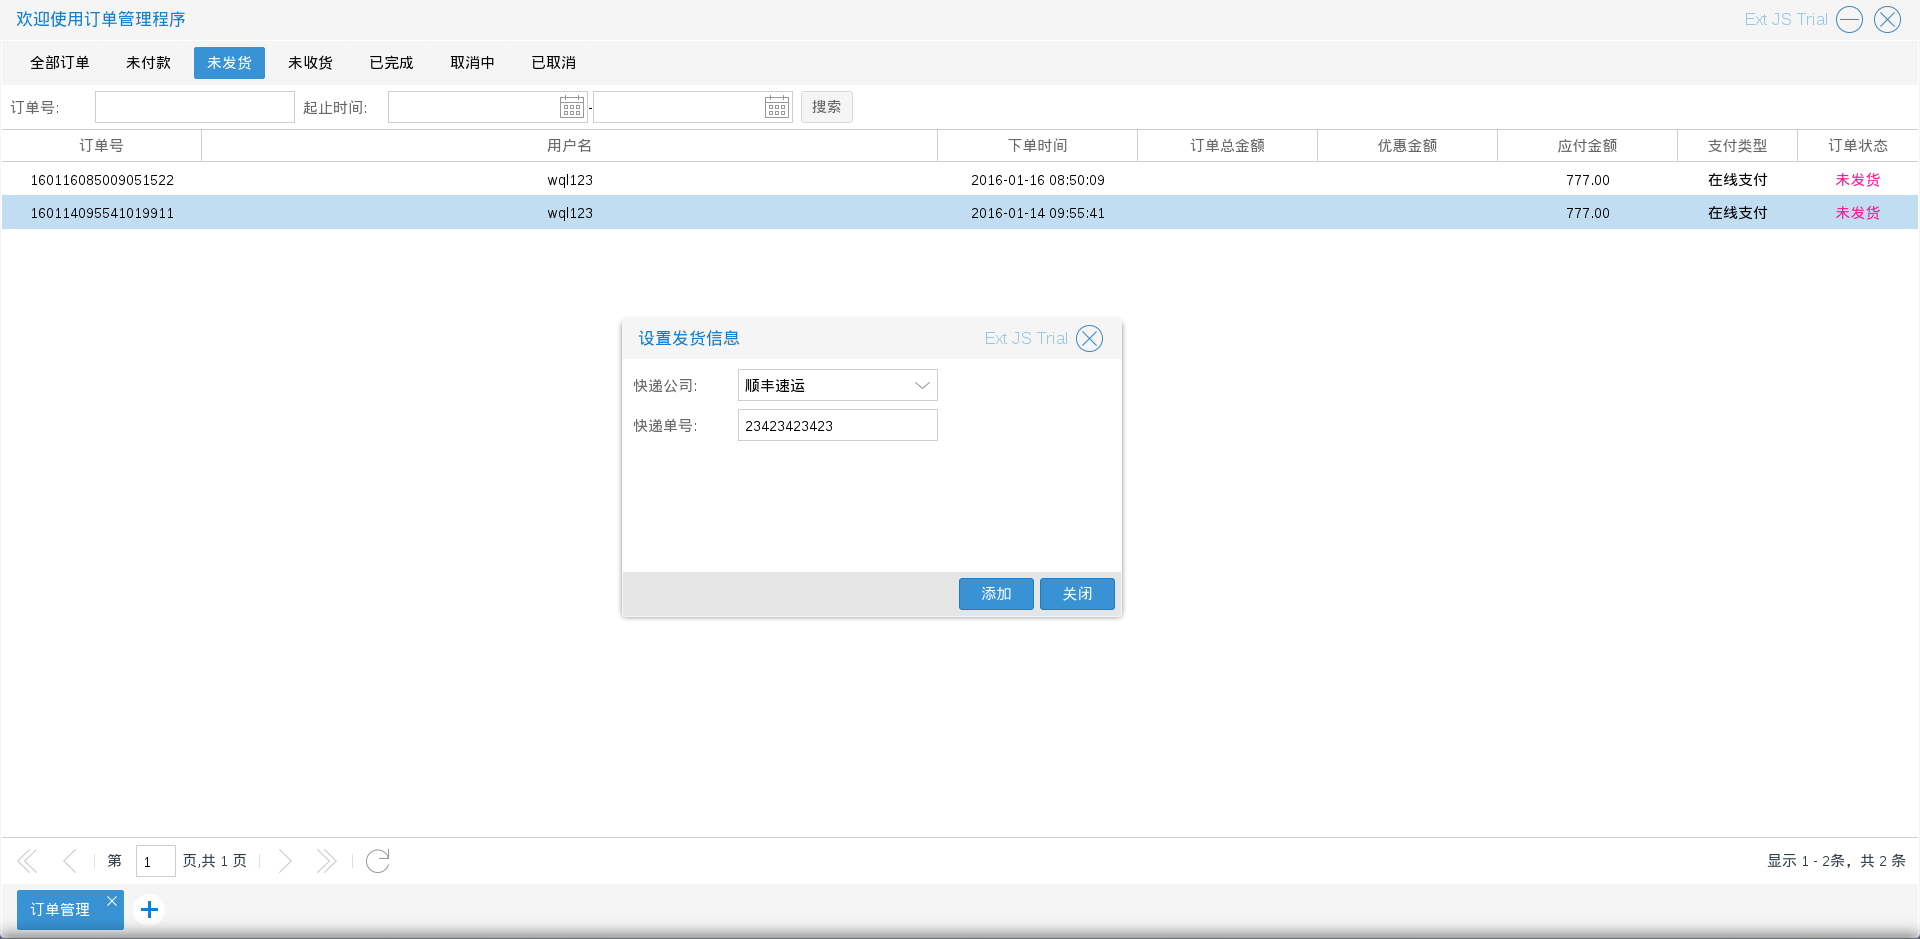 欢迎使用订单管理程序 Ext JS Trial
全部订单 未付款 未发货 未收货 已完成 取消中 已取消
订单号: 起止时间: - 搜索
订单号 用户名 下单时间 订单总金额 优惠金额 应付金额 支付类型 订单状态
160116085009051522 wql123 2016-01-16 08:50:09 777.00 在线支付 未发货
160114095541019911 wql123 2016-01-14 09:55:41 777.00 在线支付 未发货
设置发货信息 Ext JS Trial
快递公司: 顺丰速运
快递单号: 23423423423
添加 关闭
第 1 页,共 1 页 显示 1 - 2条，共 2 条
订单管理